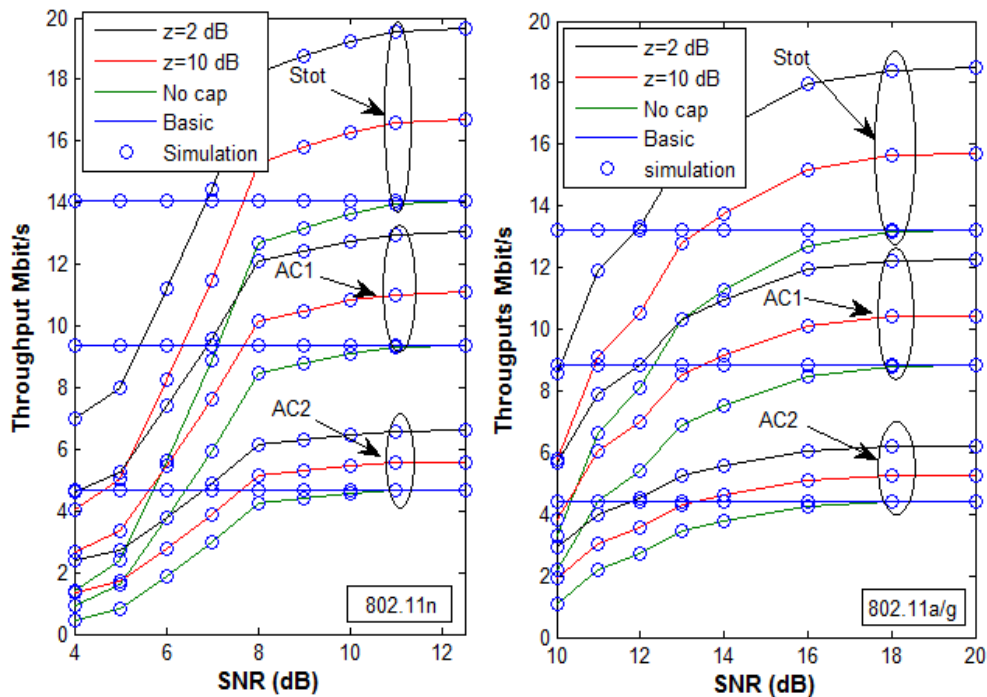 20
18
16
14
12
10
8
6
4
2
0
Throughput Mbit/s
z=2 dB
z=10 dB
No cap
Basic
Simulation
Stot
AC1
AC2
802.11n
4
6
8
10
12
SNR (dB)
20
18
16
14
12
10
8
6
4
2
0
Througputs Mbit/s
z=2 dB
z=10 dB
No cap
Basic
simulation
Stot
AC1
AC2
802.11a/g
10
12
14
16
18
20
SNR (dB)